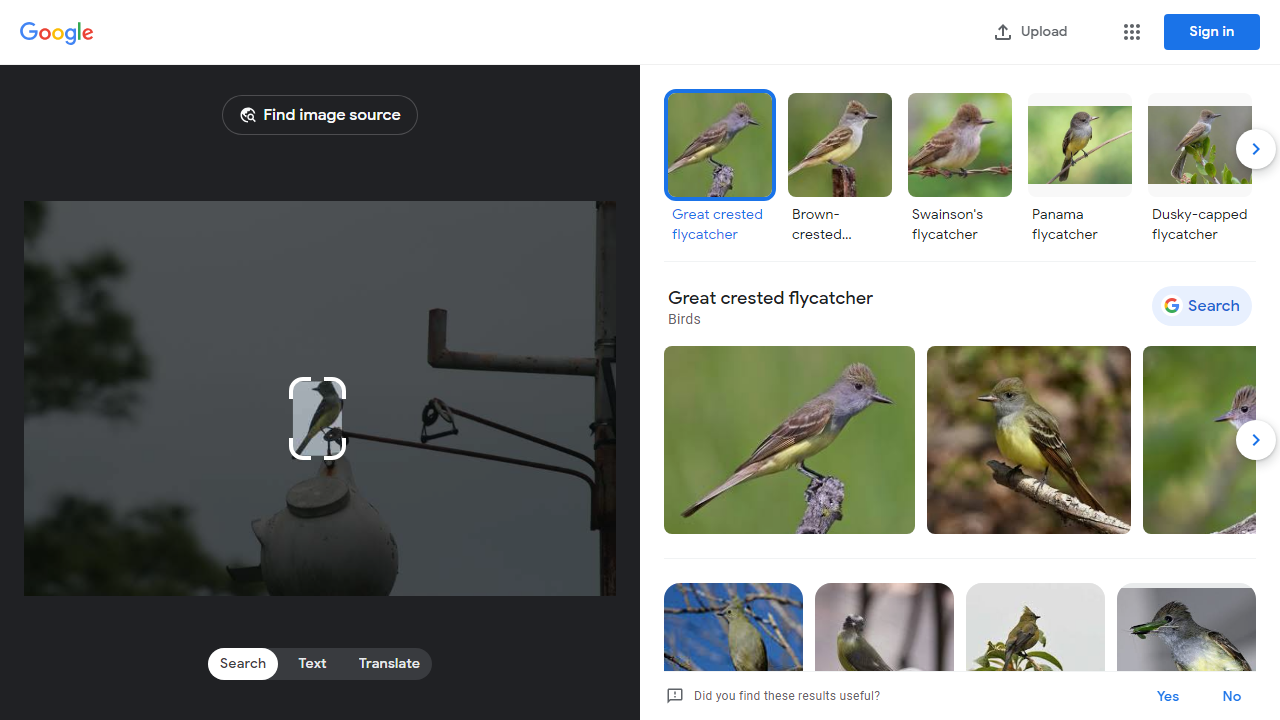 Google
Upload
Sign in
Find image source
Great crested
flycatcher
Brown-
crested...
Swainson's
flycatcher
Panama
flycatcher
Dusky-capped
flycatcher
Great crested flycatcher
Birds
Search
Search
Text
Translate
Did you find these results useful?
Yes
No